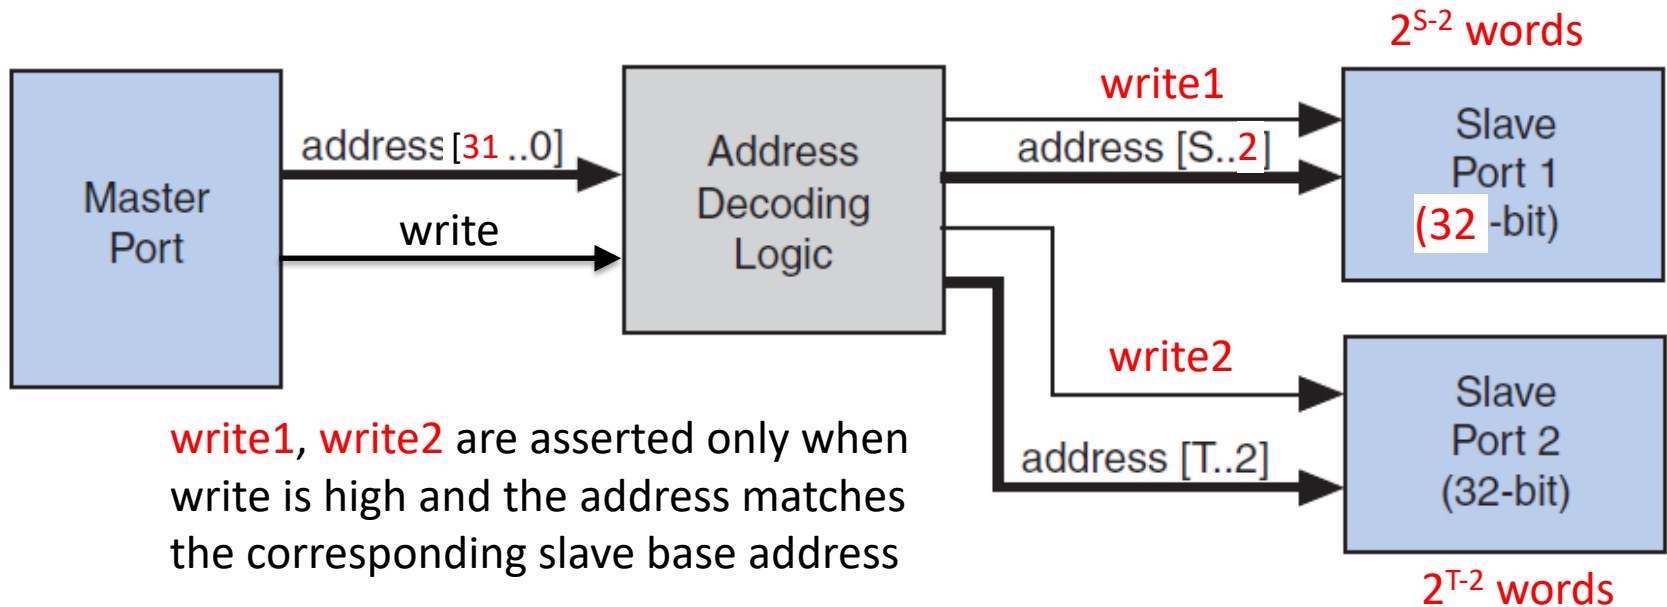 2^S-2 words
write1
address [31 ..0]
Master
Port
write
Address
Decoding
Logic
address [S..2]
Slave
Port 1
(32 -bit)
write2
address [T..2]
Slave
Port 2
(32-bit)
2^T-2 words
write1, write2 are asserted only when
write is high and the address matches
the corresponding slave base address